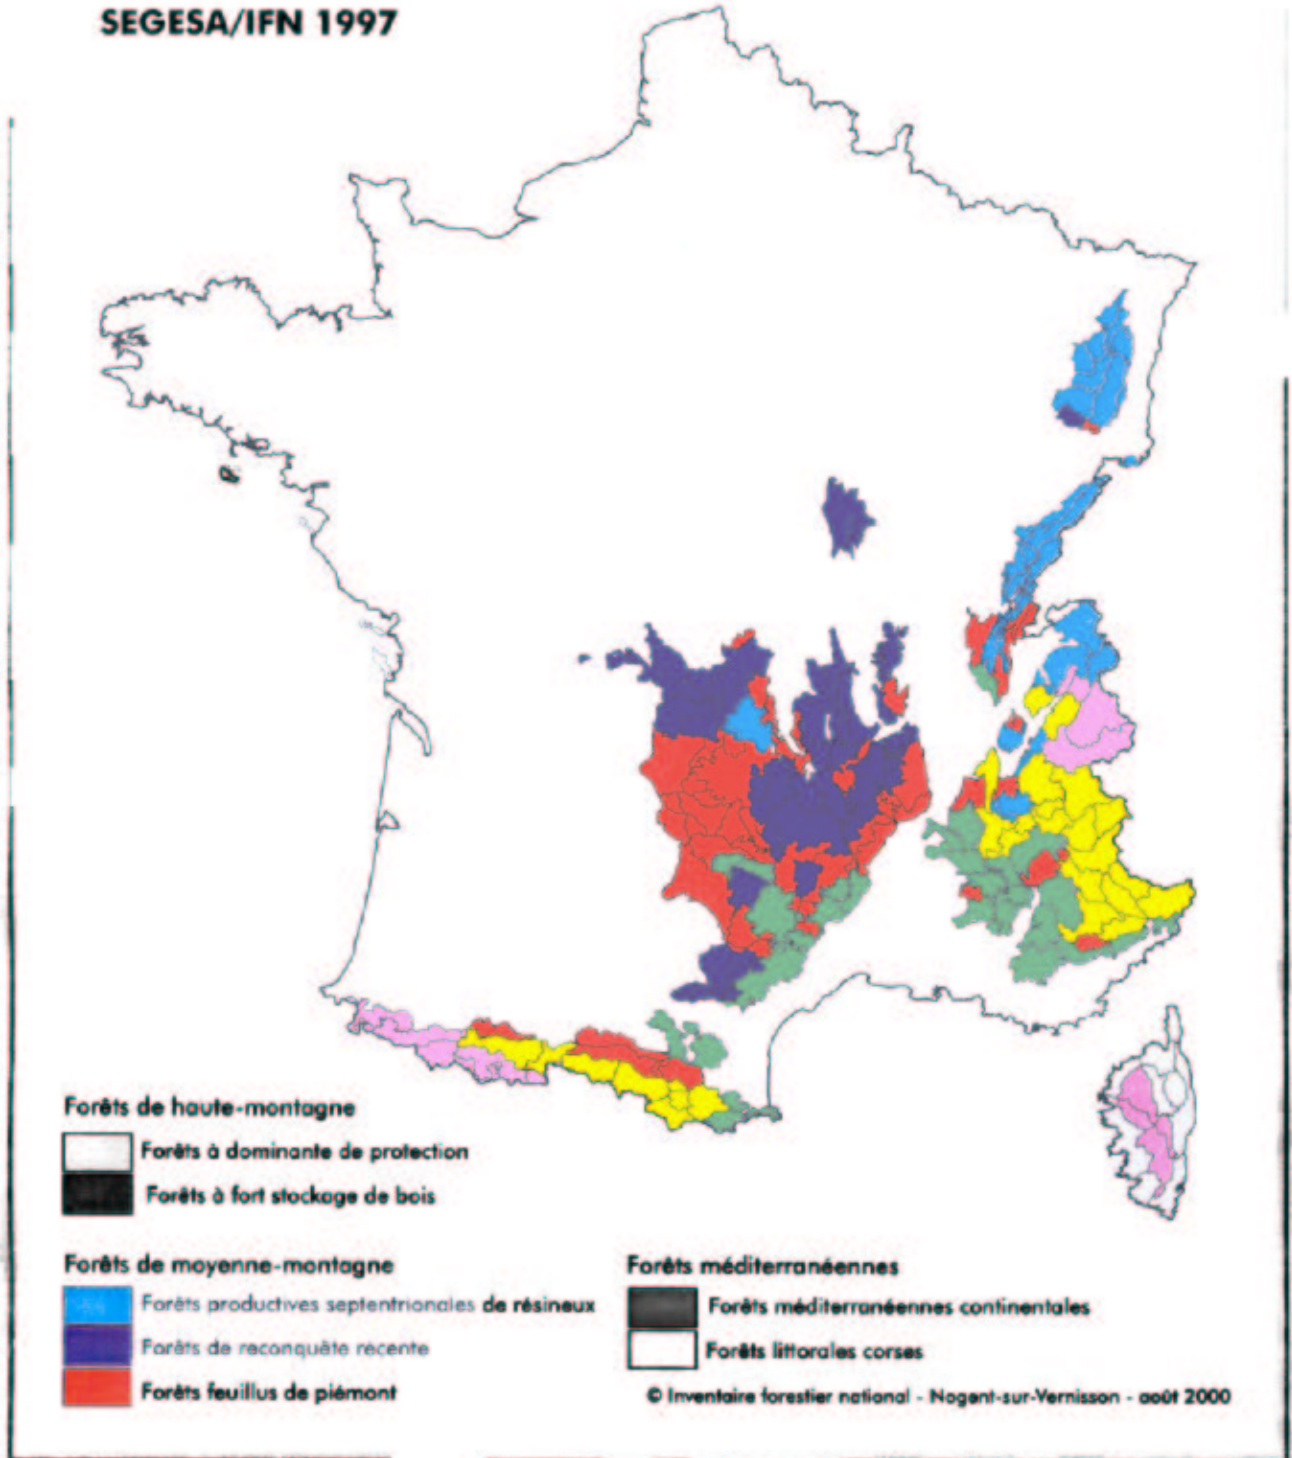 SEGESA/IFN 1997
Forêts de haute-montagne
Forêts à dominante de protection
Forêts à fort stockage de bois
Forêts de moyenne-montagne
Forêts productives septentrionales de résineux
Forêts de reconquête récente
Forêts feuillus de piémont
Forêts méditerranéennes
Forêts méditerranéennes continentales
Forêts littorales corses
© Inventaire forestier national - Nogent-sur-Vernisson - août 2000